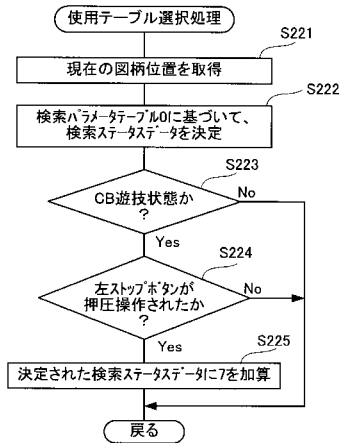 使用テーブル選択処理
S221
現在の図柄位置を取得
S222
検索パラメータテーブル0に基づいて、
検索ステータスデータを決定
S223
CB遊技状態か
?
No
Yes
S224
左ストップボタンが
押圧操作されたか
?
No
Yes
S225
決定された検索ステータスデータに7を加算
戻る